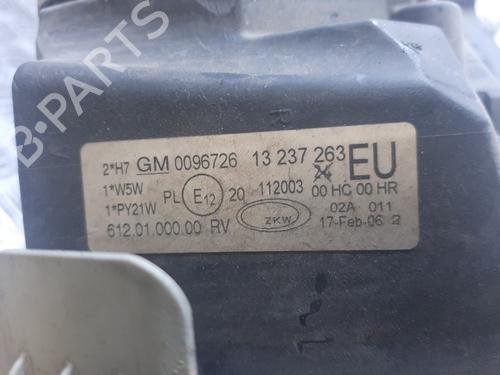 B-PARTS
R
2*H7 GM 0096726 13 237 263 EU
1*W5W PL E12 20 112003 00 HC 00 HR
1*PY21W 02A 011
612.01.000.00 RV ZKW 17-Feb-06 2